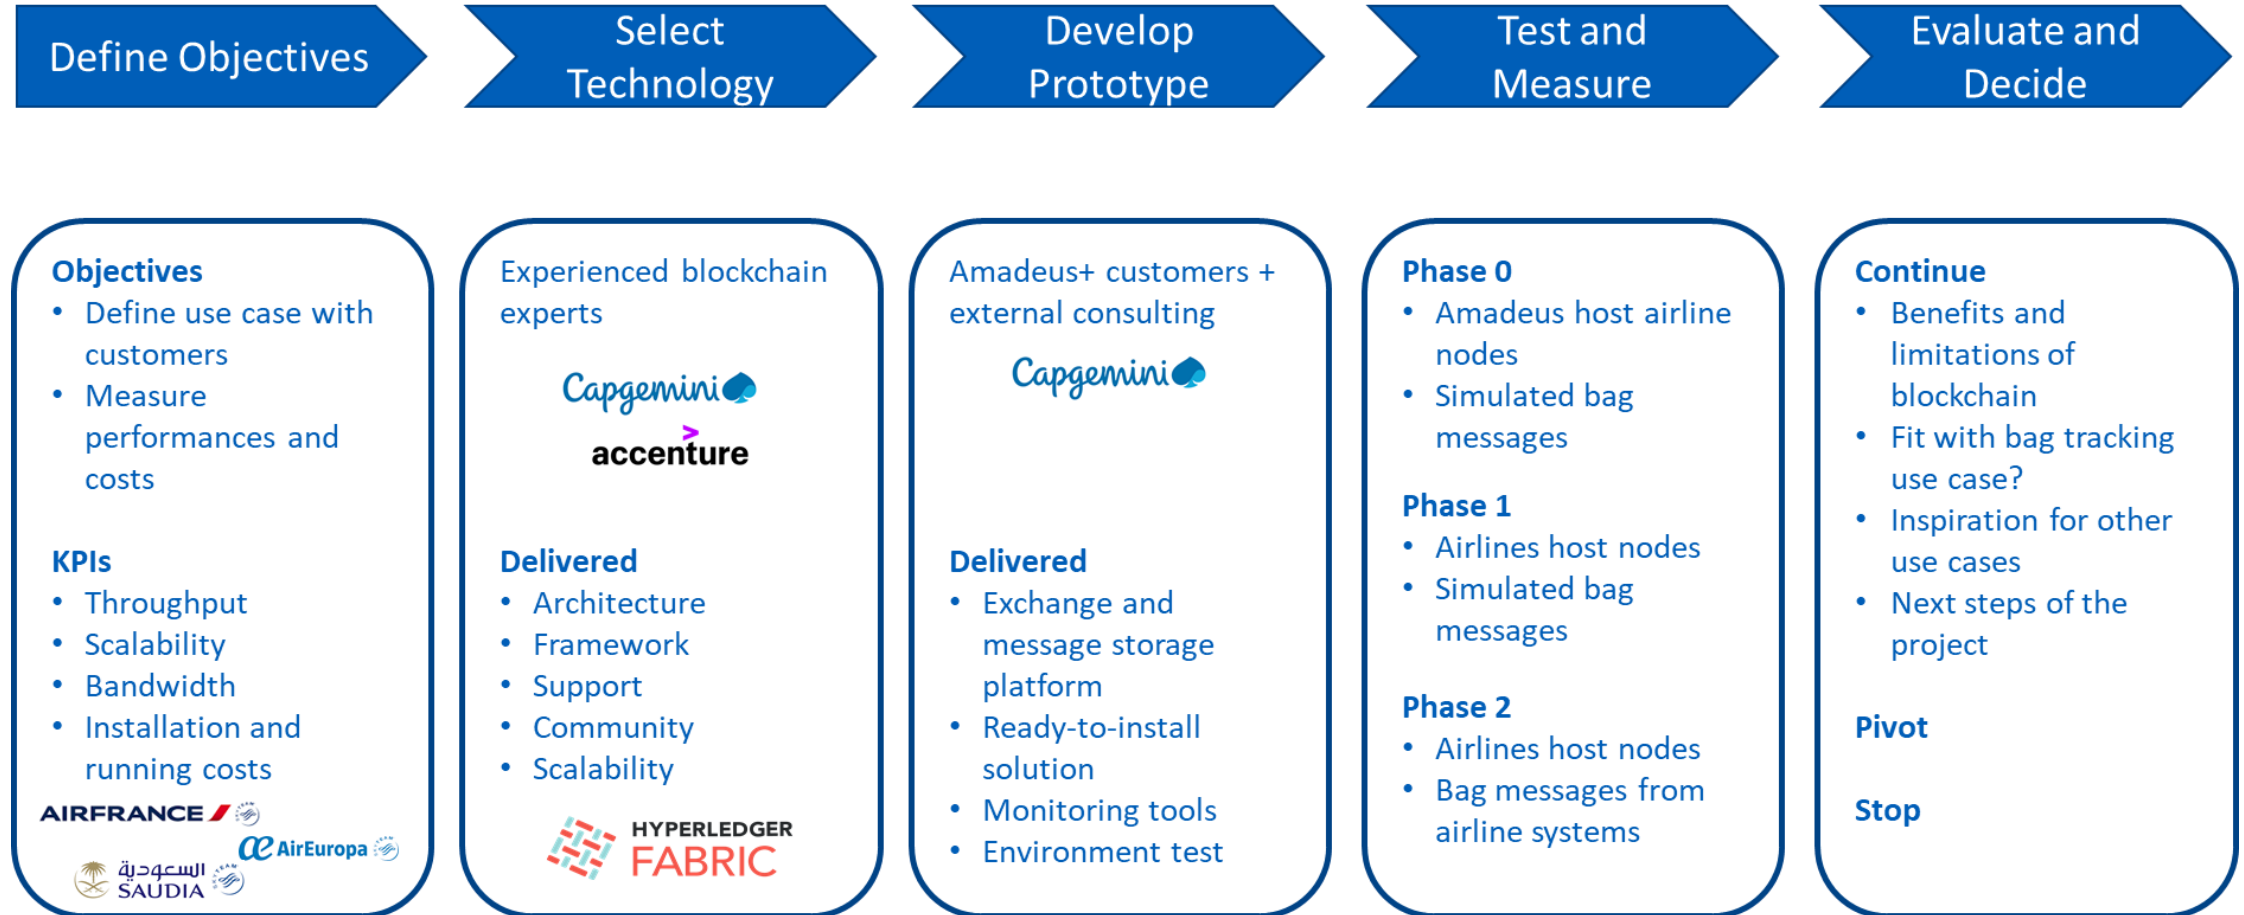 Define Objectives
Select
Technology
Develop
Prototype
Test and
Measure
Evaluate and
Decide
Objectives
• Define use case with
customers
• Measure
performances and
costs
KPIs
• Throughput
• Scalability
• Bandwidth
• Installation and
running costs
AIRFRANCE
AirEuropa
السعودية
SAUDIA
Experienced blockchain
experts
Capgemini
accenture
Delivered
• Architecture
• Framework
• Support
• Community
• Scalability
HYPERLEDGER
FABRIC
Amadeus+ customers +
external consulting
Capgemini
Delivered
• Exchange and
message storage
platform
• Ready-to-install
solution
• Monitoring tools
• Environment test
Phase 0
• Amadeus host airline
nodes
• Simulated bag
messages
Phase 1
• Airlines host nodes
• Simulated bag
messages
Phase 2
• Airlines host nodes
• Bag messages from
airline systems
Continue
• Benefits and
limitations of
blockchain
• Fit with bag tracking
use case?
• Inspiration for other
use cases
• Next steps of the
project
Pivot
Stop